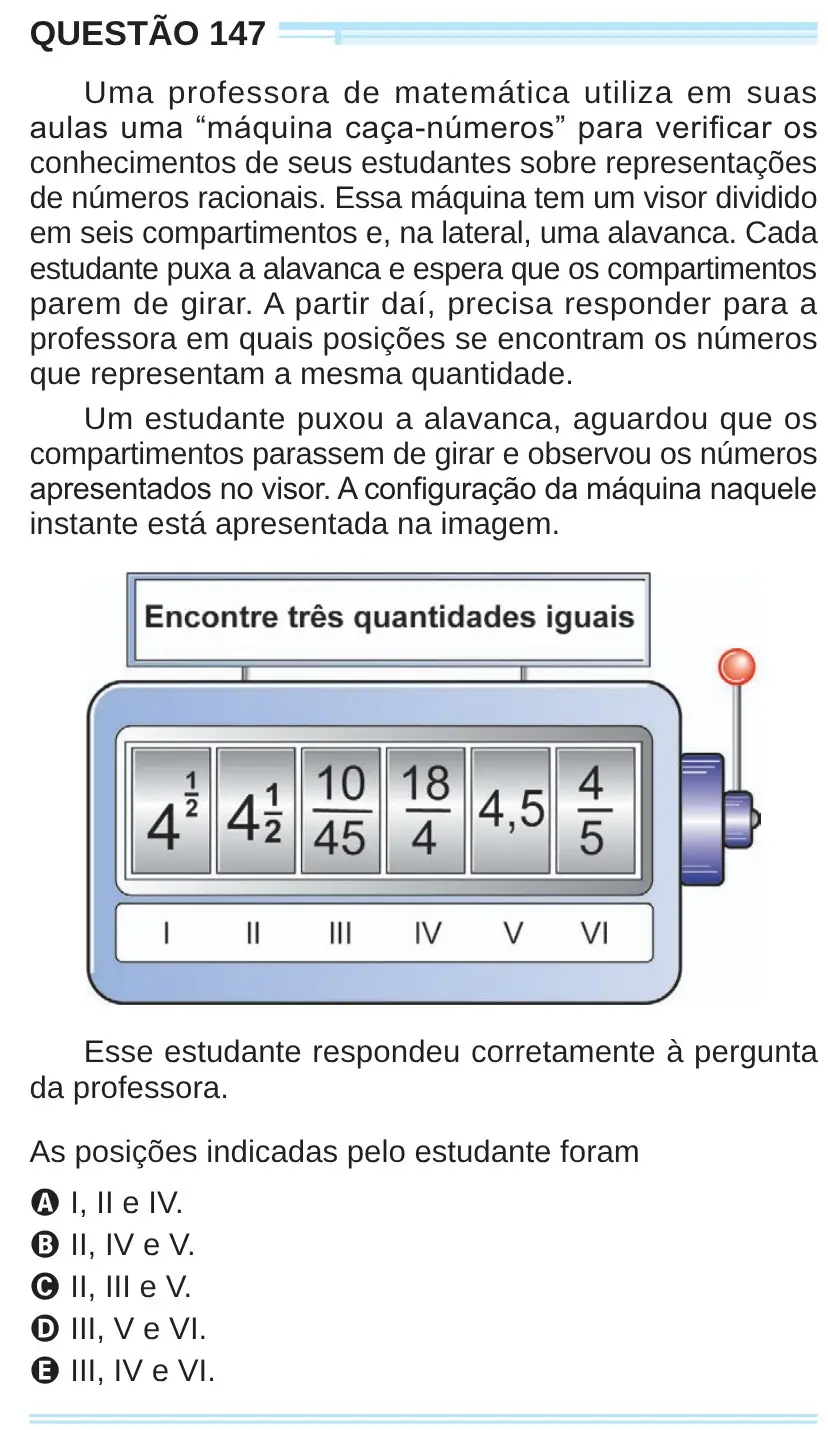 QUESTÃO 147
Uma professora de matemática utiliza em suas
aulas uma “máquina caça-números” para verificar os
conhecimentos de seus estudantes sobre representações
de números racionais. Essa máquina tem um visor dividido
em seis compartimentos e, na lateral, uma alavanca. Cada
estudante puxa a alavanca e espera que os compartimentos
parem de girar. A partir daí, precisa responder para a
professora em quais posições se encontram os números
que representam a mesma quantidade.
Um estudante puxou a alavanca, aguardou que os
compartimentos parassem de girar e observou os números
apresentados no visor. A configuração da máquina naquele
instante está apresentada na imagem.
Encontre três quantidades iguais
4^(1/2) 4 1/2 10/45 18/4 4,5 4/5
I II III IV V VI
Esse estudante respondeu corretamente à pergunta
da professora.
As posições indicadas pelo estudante foram
A I, II e IV.
B II, IV e V.
C II, III e V.
D III, V e VI.
E III, IV e VI.